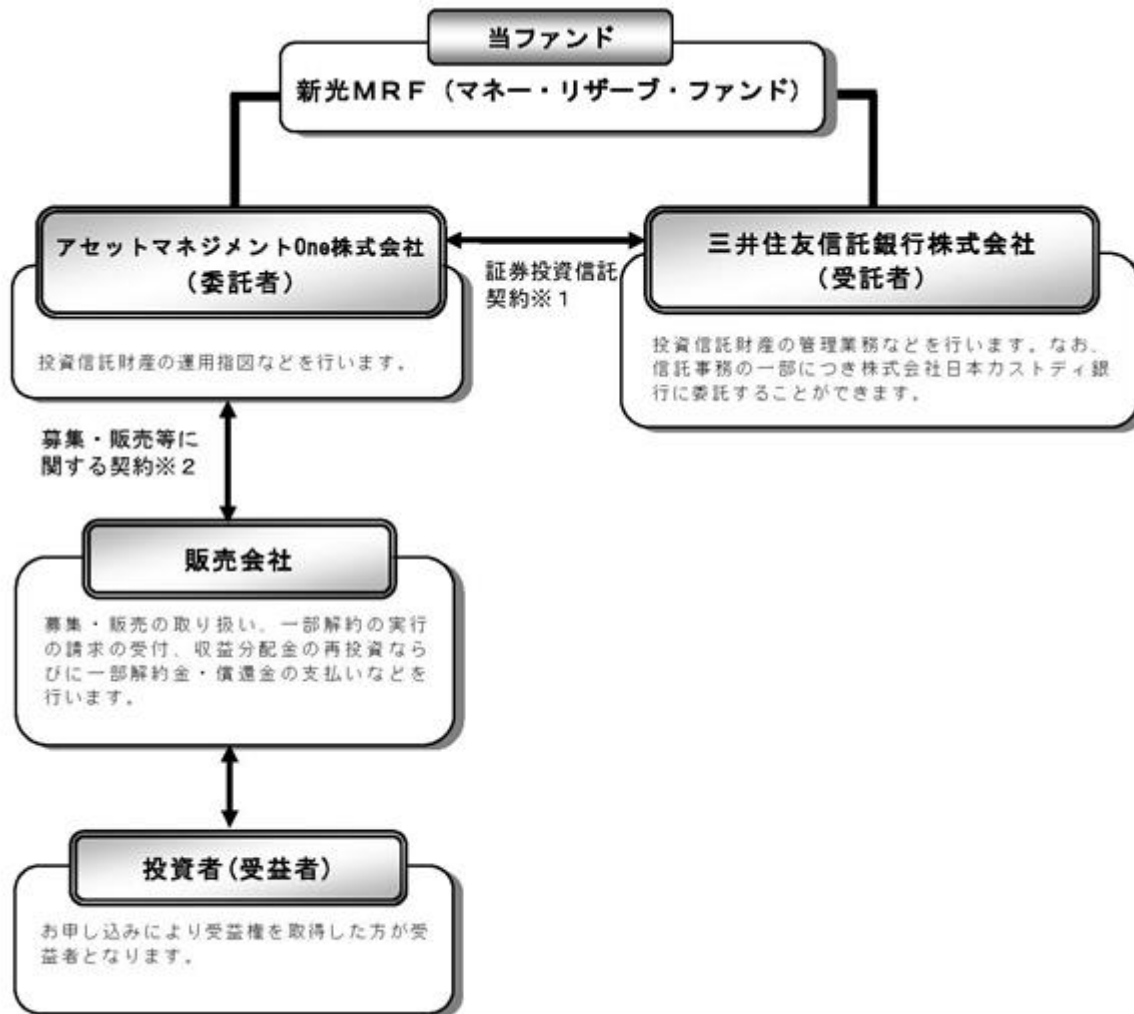 当ファンド
新光MRF（マネー・リザーブ・ファンド）
アセットマネジメントOne株式会社
（委託者）
投資信託財産の運用指図などを行います。
証券投資信託
契約※１
三井住友信託銀行株式会社
（受託者）
投資信託財産の管理業務などを行います。なお、
信託事務の一部につき株式会社日本カストディ銀
行に委託することができます。
募集・販売等に
関する契約※２
販売会社
募集・販売の取り扱い、一部解約の実行
の請求の受付、収益分配金の再投資なら
びに一部解約金・償還金の支払いなどを
行います。
投資者(受益者)
お申し込みにより受益権を取得した方が受
益者となります。